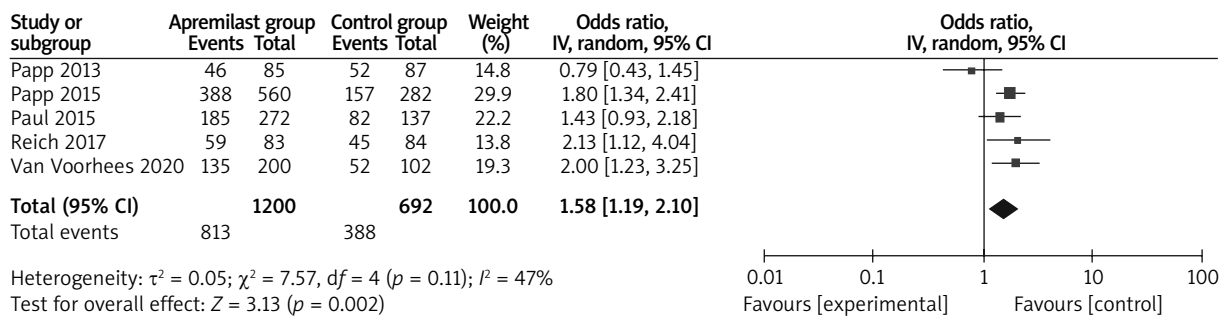 Study or Apremilast group Control group Weight Odds ratio, Odds ratio,
subgroup Events Total Events Total (%) IV, random, 95% CI IV, random, 95% CI
Papp 2013 46 85 52 87 14.8 0.79 [0.43, 1.45]
Papp 2015 388 560 157 282 29.9 1.80 [1.34, 2.41]
Paul 2015 185 272 82 137 22.2 1.43 [0.93, 2.18]
Reich 2017 59 83 45 84 13.8 2.13 [1.12, 4.04]
Van Voorhees 2020 135 200 52 102 19.3 2.00 [1.23, 3.25]
Total (95% CI) 1200 692 100.0 1.58 [1.19, 2.10]
Total events 813 388
Heterogeneity: τ² = 0.05; χ² = 7.57, df = 4 (p = 0.11); I² = 47%
Test for overall effect: Z = 3.13 (p = 0.002)
0.01 0.1 1 10 100
Favours [experimental] Favours [control]